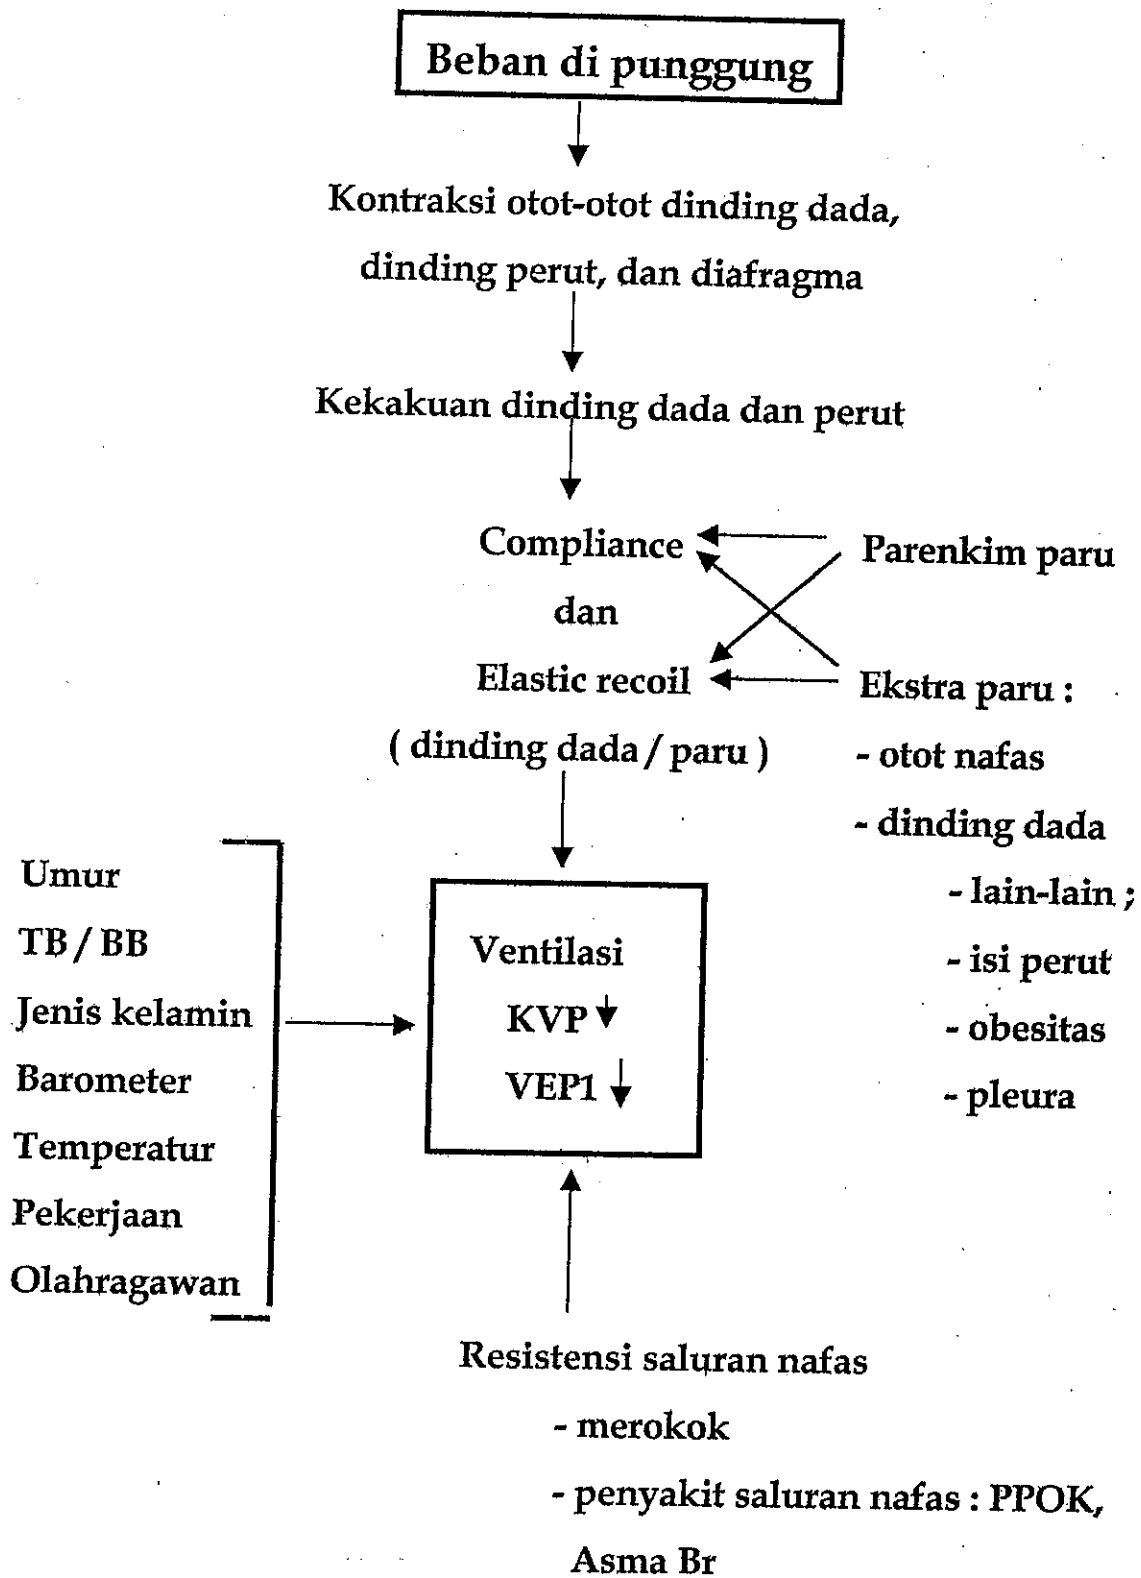 Beban di punggung
Kontraksi otot-otot dinding dada,
dinding perut, dan diafragma
Kekakuan dinding dada dan perut
Compliance
dan
Elastic recoil
( dinding dada / paru )
Parenkim paru
Ekstra paru :
- otot nafas
- dinding dada
- lain-lain ;
- isi perut
- obesitas
- pleura
Umur
TB / BB
Jenis kelamin
Barometer
Temperatur
Pekerjaan
Olahragawan
Ventilasi
KVP
VEP1
Resistensi saluran nafas
- merokok
- penyakit saluran nafas : PPOK,
Asma Br